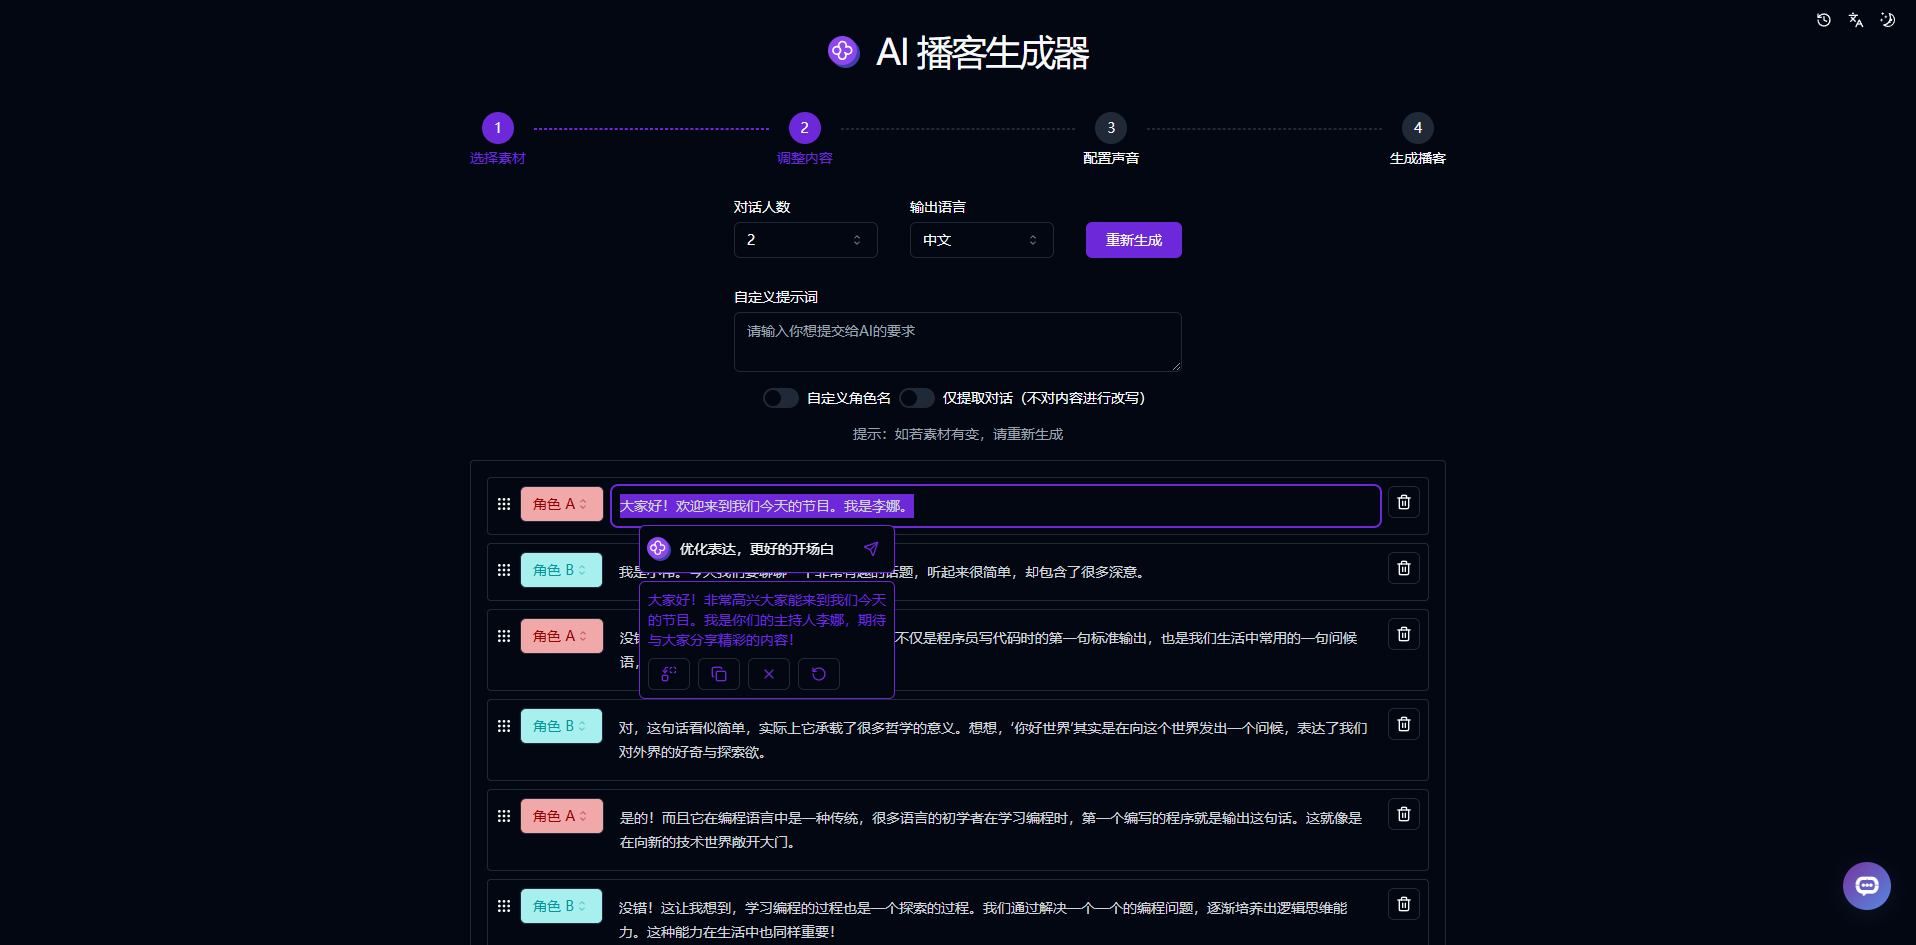 AI 播客生成器
1
2
3
4
选择素材
调整内容
配置声音
生成播客
对话人数
输出语言
2
中文
重新生成
自定义提示词
请输入你想提交给AI的要求
自定义角色名
仅提取对话（不对内容进行改写）
提示：如若素材有变，请重新生成
角色 A
大家好！欢迎来到我们今天的节目。我是李娜。
优化表达，更好的开场白
角色 B
话题，听起来很简单，却包含了很多深意。
大家好！非常高兴大家能来到我们今天
的节目。我是你们的主持人李娜，期待
与大家分享精彩的内容！
角色 A
没
不仅是程序员写代码时的第一句标准输出，也是我们生活中常用的一句问候
语，
角色 B
对，这句话看似简单，实际上它承载了很多哲学的意义。想想，‘你好世界’其实是在向这个世界发出一个问候，表达了我们
对外界的好奇与探索欲。
角色 A
是的！而且它在编程语言中是一种传统，很多语言的初学者在学习编程时，第一个编写的程序就是输出这句话。这就像是
在向新的技术世界敞开大门。
角色 B
没错！这让我想到，学习编程的过程也是一个探索的过程。我们通过解决一个一个的编程问题，逐渐培养出逻辑思维能
力。这种能力在生活中也同样重要！